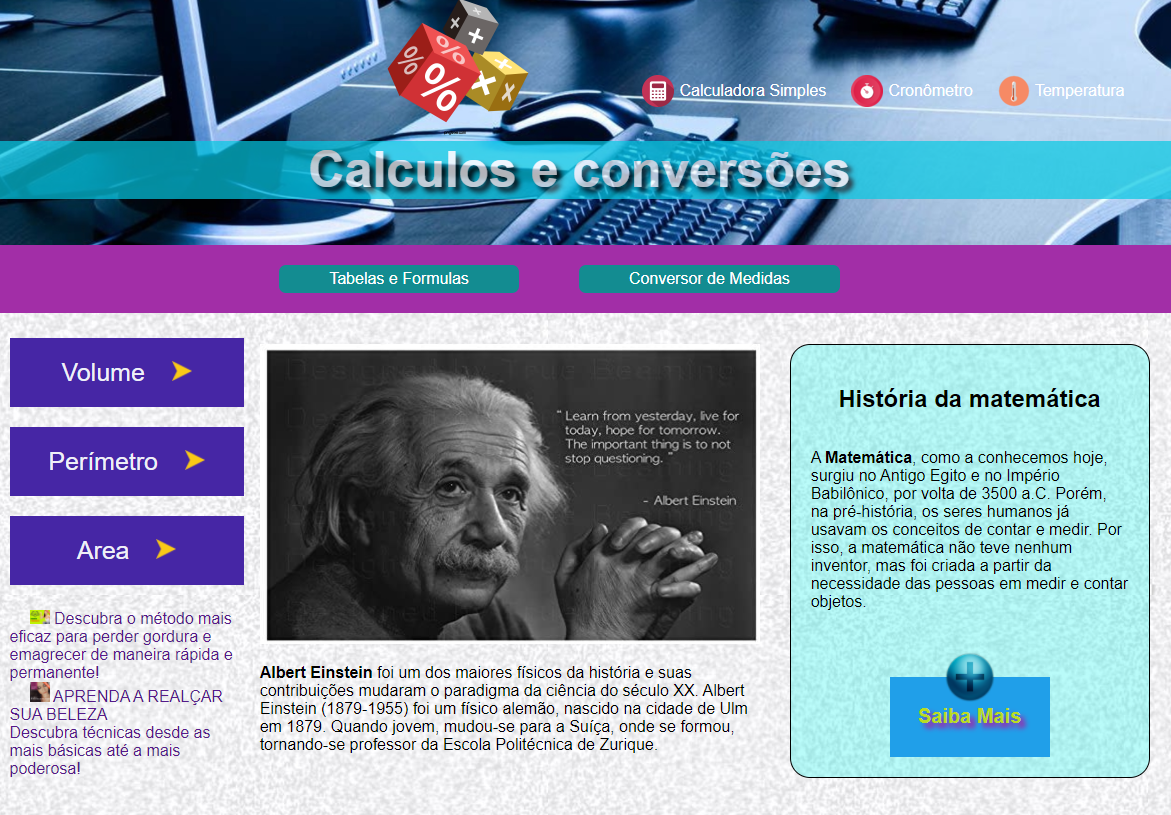 Calculadora Simples
Cronômetro
Temperatura
Calculos e conversões
Tabelas e Formulas
Conversor de Medidas
Volume
Perímetro
Area
Descubra o método mais
eficaz para perder gordura e
emagrecer de maneira rápida e
permanente!
APRENDA A REALÇAR
SUA BELEZA
Descubra técnicas desde as
mais básicas até a mais
poderosa!
Designed by True Beaming
“ Learn from yesterday, live for
today, hope for tomorrow.
The important thing is to not
stop questioning. ”
- Albert Einstein
Albert Einstein foi um dos maiores físicos da história e suas
contribuições mudaram o paradigma da ciência do século XX. Albert
Einstein (1879-1955) foi um físico alemão, nascido na cidade de Ulm
em 1879. Quando jovem, mudou-se para a Suíça, onde se formou,
tornando-se professor da Escola Politécnica de Zurique.
História da matemática
A Matemática, como a conhecemos hoje,
surgiu no Antigo Egito e no Império
Babilônico, por volta de 3500 a.C. Porém,
na pré-história, os seres humanos já
usavam os conceitos de contar e medir. Por
isso, a matemática não teve nenhum
inventor, mas foi criada a partir da
necessidade das pessoas em medir e contar
objetos.
Saiba Mais